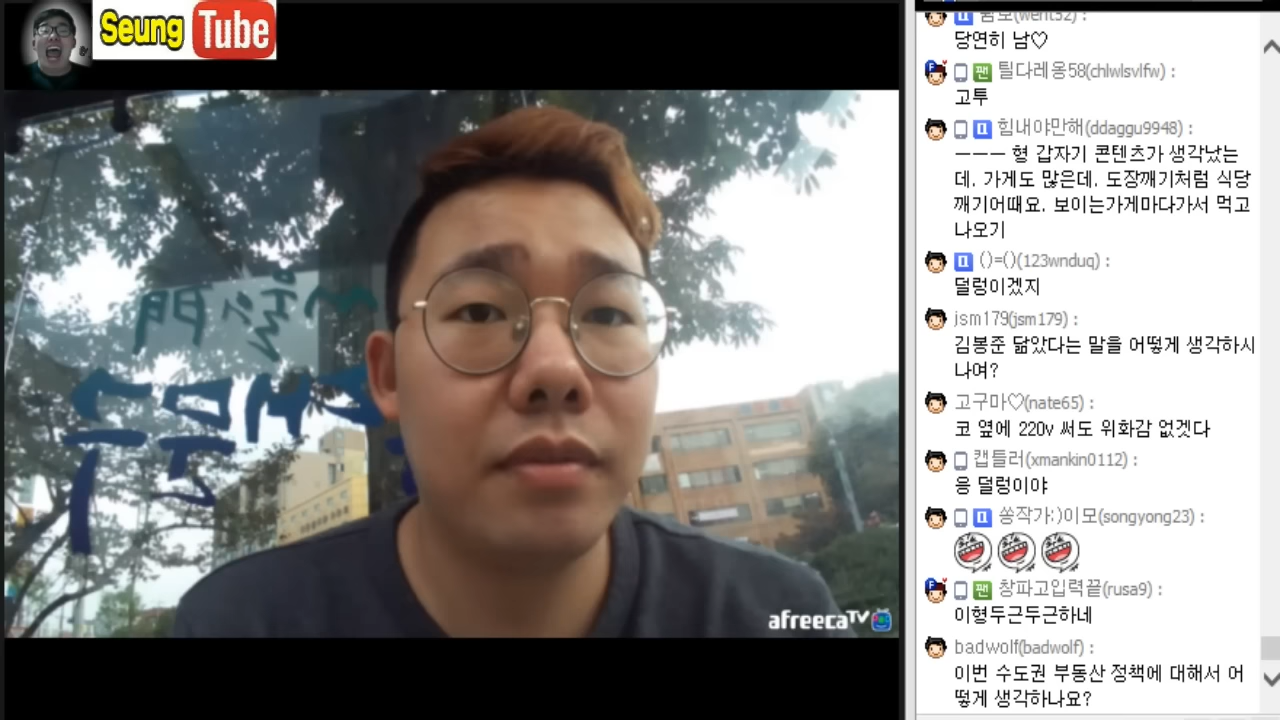 Seung Tube
afreecaTV
당연히 남♡
틸다레옹58(chlwlsvlfw) :
고투
힘내야만해(ddaggu9948) :
ㅡㅡㅡ 형 갑자기 콘텐츠가 생각났는
데. 가게도 많은데. 도장깨기처럼 식당
깨기어때요. 보이는가게마다가서 먹고
나오기
()=()(123wnduq) :
덜렁이겠지
jsm179(jsm179) :
김봉준 닮았다는 말을 어떻게 생각하시
나여?
고구마♡(nate65) :
코 옆에 220v 써도 위화감 없겟다
캡틀러(xmankin0112) :
응 덜렁이야
쏭작가;)이모(songyong23) :
창파고입력끝(rusa9) :
이형두근두근하네
badwolf(badwolf) :
이번 수도권 부동산 정책에 대해서 어
떻게 생각하나요?